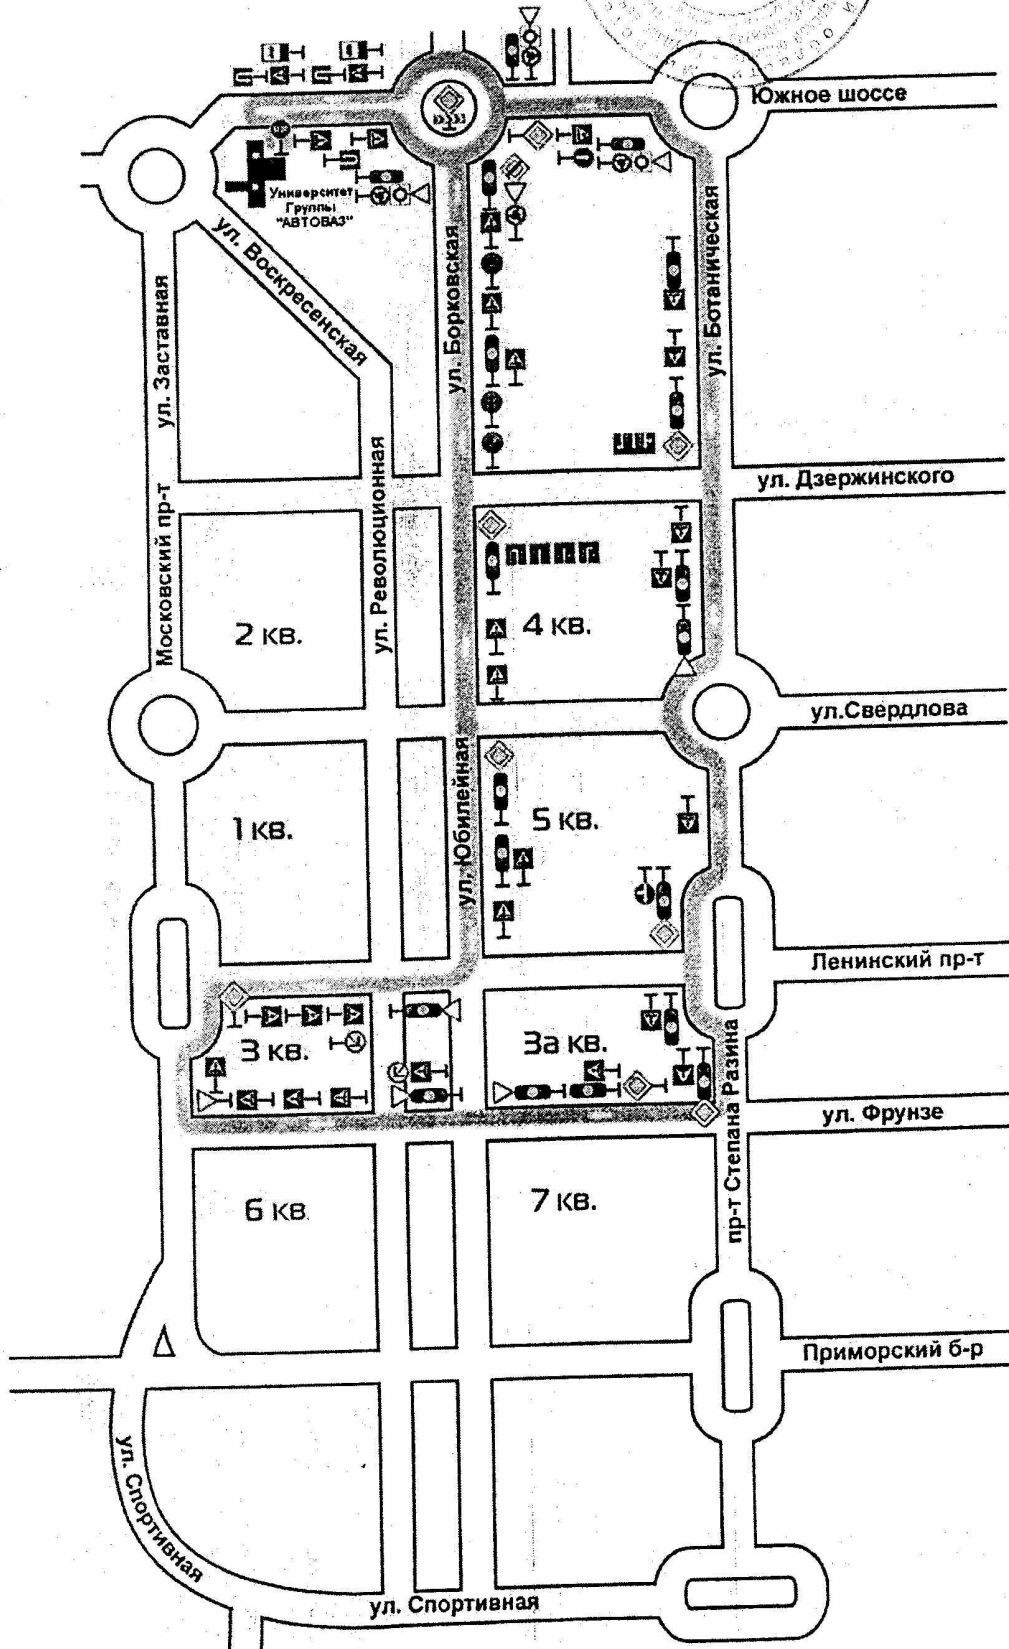 Южное шоссе
Университет
Группы
"АВТОВАЗ"
ул. Воскресенская
ул. Заставная
ул. Борковская
ул. Ботаническая
ул. Дзержинского
Московский пр-т
ул. Революционная
2 кв.
4 кв.
ул.Свердлова
ул. Юбилейная
1 кв.
5 кв.
Ленинский пр-т
3 кв.
3а кв.
пр-т Степана Разина
ул. Фрунзе
6 кв
7 кв.
Приморский б-р
ул. Спортивная
ул. Спортивная